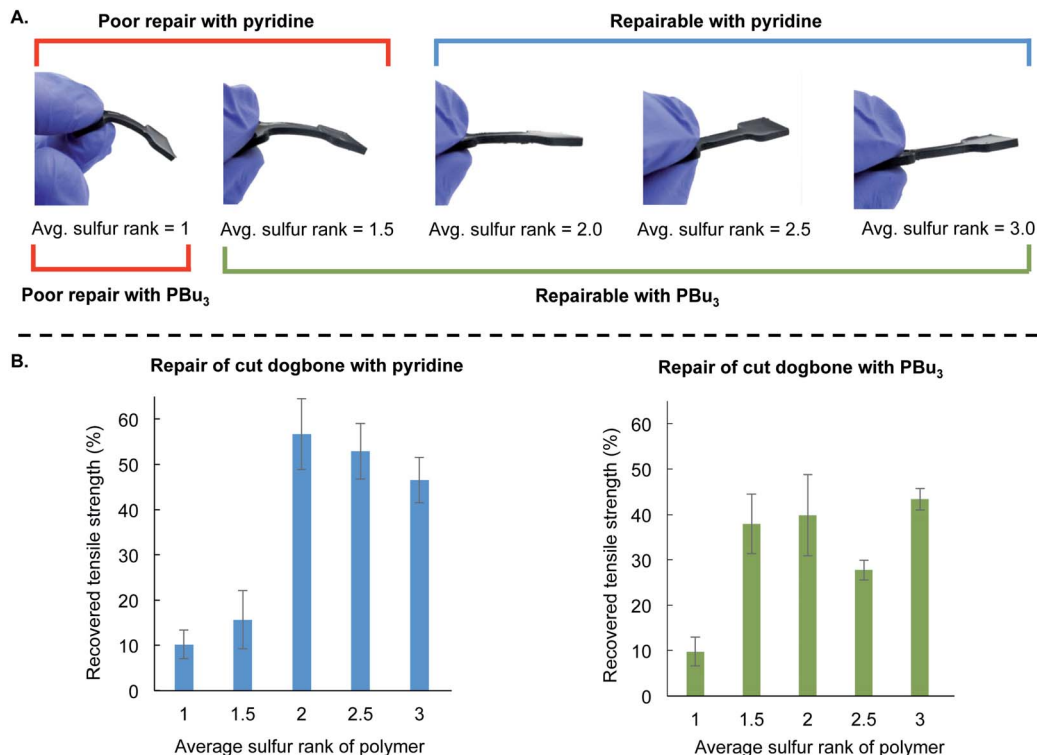 A.
Poor repair with pyridine
Repairable with pyridine
Avg. sulfur rank = 1
Avg. sulfur rank = 1.5
Avg. sulfur rank = 2.0
Avg. sulfur rank = 2.5
Avg. sulfur rank = 3.0
Poor repair with PBu₃
Repairable with PBu₃
B.
Repair of cut dogbone with pyridine
Recovered tensile strength (%)
60
50
40
30
20
10
0
1 1.5 2 2.5 3
Average sulfur rank of polymer
Repair of cut dogbone with PBu₃
Recovered tensile strength (%)
60
50
40
30
20
10
0
1 1.5 2 2.5 3
Average sulfur rank of polymer